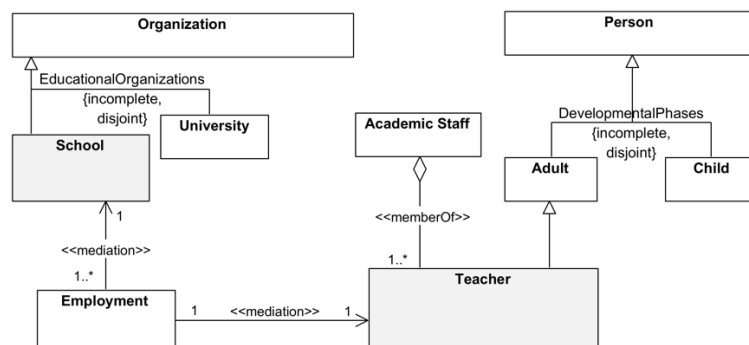 Organization
Person
EducationalOrganizations
{incomplete,
disjoint}
University
Academic Staff
DevelopmentalPhases
{incomplete,
disjoint}
School
Adult
Child
1
<<mediation>>
<<memberOf>>
1..*
1..*
Employment
1
<<mediation>>
1
Teacher